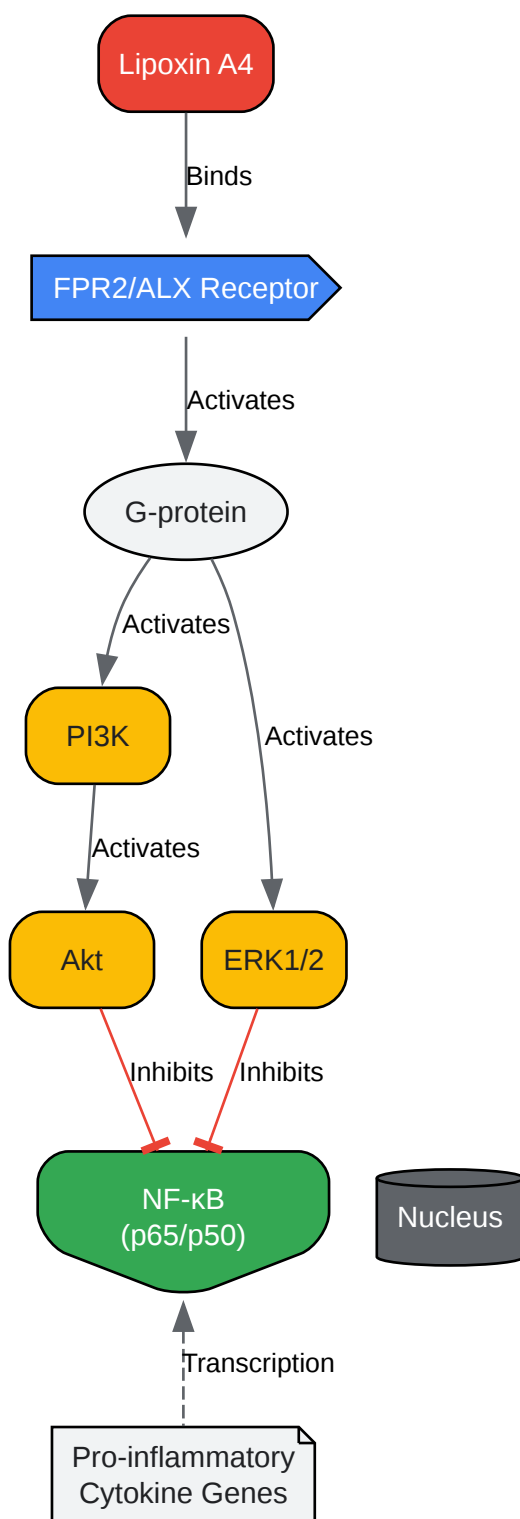 Lipoxin A4
Binds
FPR2/ALX Receptor
Activates
G-protein
Activates
PI3K
Activates
Activates
Akt
ERK1/2
Inhibits
Inhibits
NF-κB
(p65/p50)
Nucleus
Transcription
Pro-inflammatory
Cytokine Genes